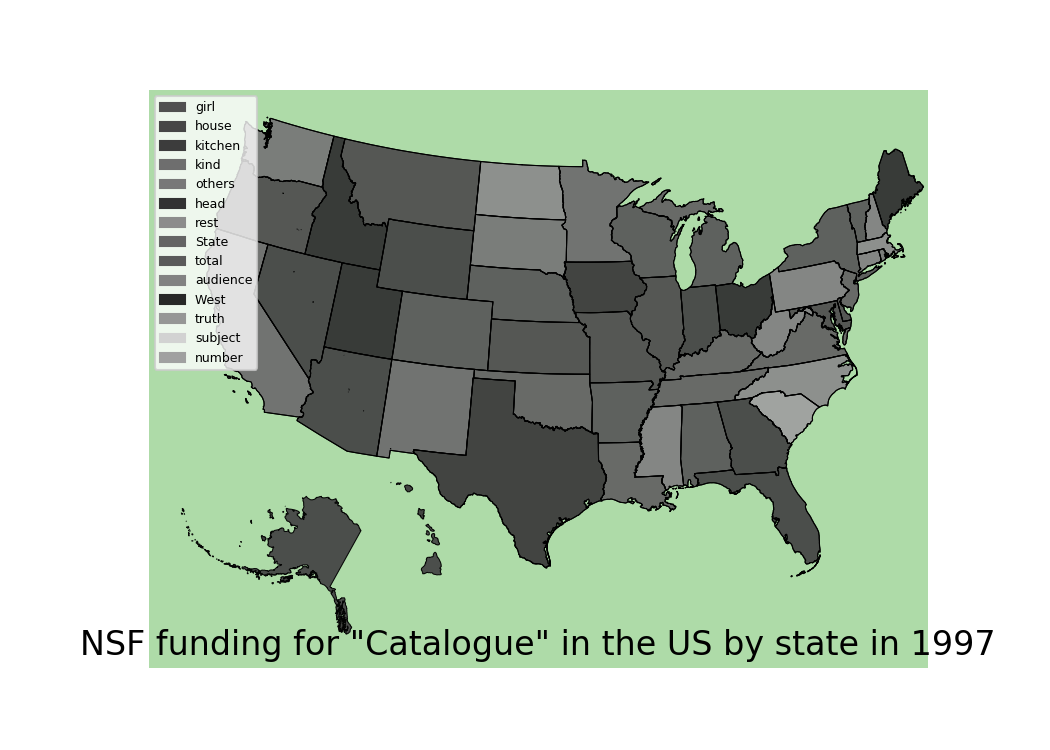 girl
house
kitchen
kind
others
head
rest
State
total
audience
West
truth
subject
number
NSF funding for "Catalogue" in the US by state in 1997